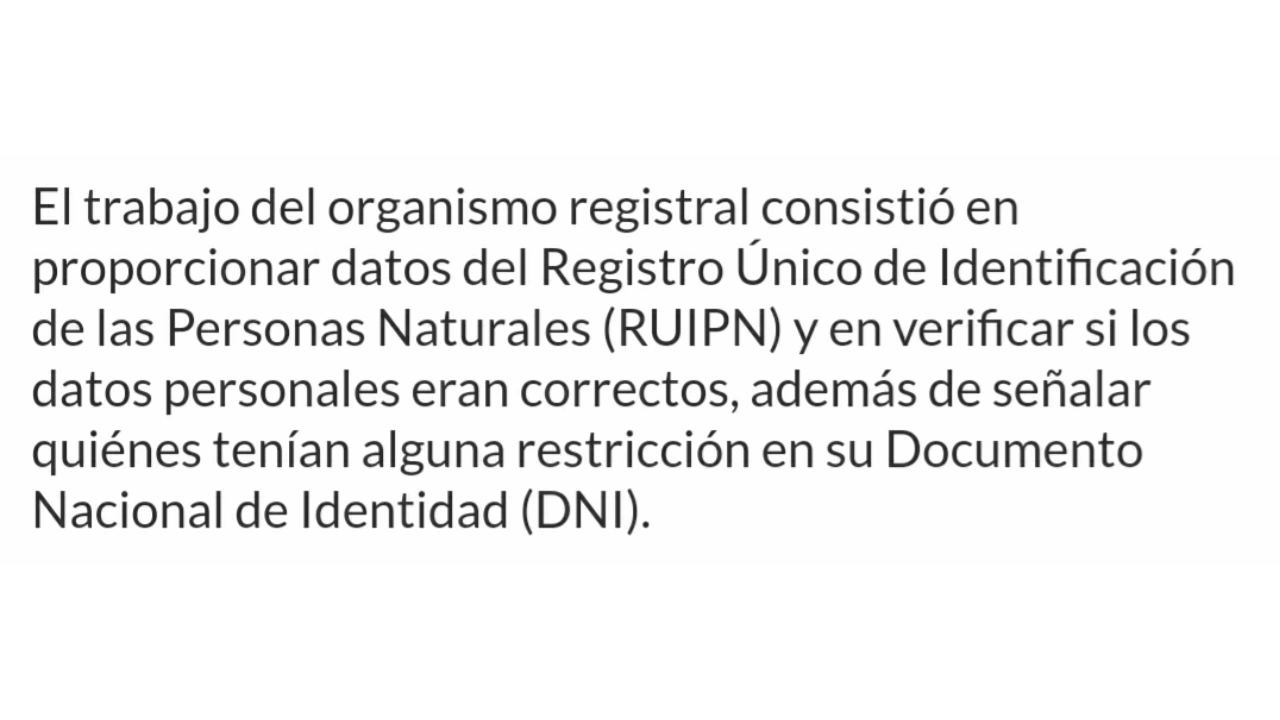 El trabajo del organismo registral consistió en
proporcionar datos del Registro Único de Identificación
de las Personas Naturales (RUIPN) y en verificar si los
datos personales eran correctos, además de señalar
quiénes tenían alguna restricción en su Documento
Nacional de Identidad (DNI).